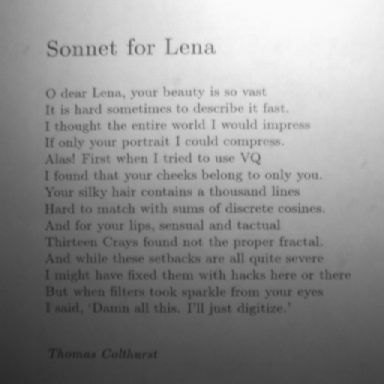 Sonnet for Lena
O dear Lena, your beauty is so vast
It is hard sometimes to describe it fast.
I thought the entire world I would impress
If only your portrait I could compress.
Alas! First when I tried to use VQ
I found that your cheeks belong to only you.
Your silky hair contains a thousand lines
Hard to match with sums of discrete cosines.
And for your lips, sensual and tactual
Thirteen Crays found not the proper fractal.
And while these setbacks are all quite severe
I might have fixed them with hacks here or there
But when filters took sparkle from your eyes
I said, 'Damn all this. I'll just digitize.'
Thomas Colthurst